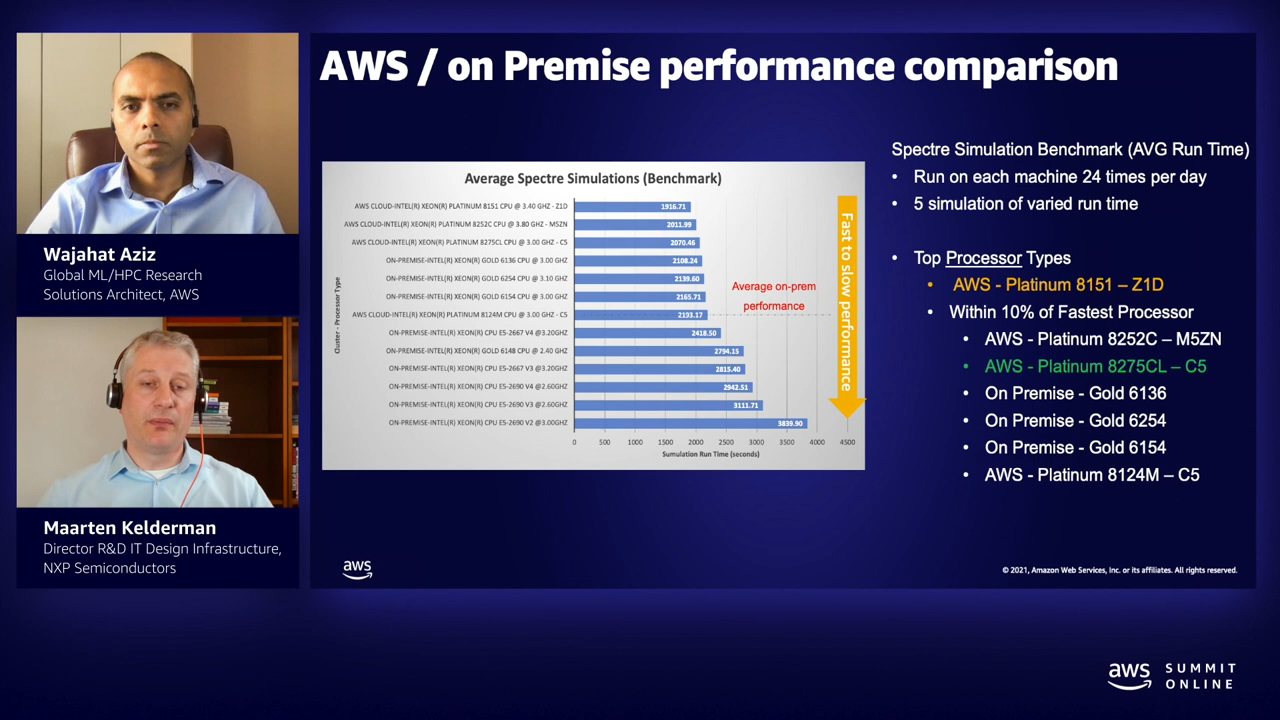 AWS / on Premise performance comparison
Wajahat Aziz
Global ML/HPC Research
Solutions Architect, AWS
Maarten Kelderman
Director R&D IT Design Infrastructure,
NXP Semiconductors
Average Spectre Simulations (Benchmark)
Cluster - Processor Type
AWS CLOUD-INTEL(R) XEON(R) PLATINUM 8151 CPU @ 3.40 GHZ - Z1D 1916.71
AWS CLOUD-INTEL(R) XEON(R) PLATINUM 8252C CPU @ 3.80 GHZ - M5ZN 2011.99
AWS CLOUD-INTEL(R) XEON(R) PLATINUM 8275CL CPU @ 3.00 GHZ - C5 2070.46
ON-PREMISE-INTEL(R) XEON(R) GOLD 6136 CPU @ 3.00 GHZ 2108.24
ON-PREMISE-INTEL(R) XEON(R) GOLD 6254 CPU @ 3.10 GHZ 2139.60
ON-PREMISE-INTEL(R) XEON(R) GOLD 6154 CPU @ 3.00 GHZ 2165.71
AWS CLOUD-INTEL(R) XEON(R) PLATINUM 8124M CPU @ 3.00 GHZ - C5 2193.17
ON-PREMISE-INTEL(R) XEON(R) CPU E5-2667 V4 @3.20GHZ 2418.50
ON-PREMISE-INTEL(R) XEON(R) GOLD 6148 CPU @ 2.40 GHZ 2794.15
ON-PREMISE-INTEL(R) XEON(R) CPU E5-2667 V3 @3.20GHZ 2815.40
ON-PREMISE-INTEL(R) XEON(R) CPU E5-2690 V4 @2.60GHZ 2942.51
ON-PREMISE-INTEL(R) XEON(R) CPU E5-2690 V3 @2.60GHZ 3111.71
ON-PREMISE-INTEL(R) XEON(R) CPU E5-2690 V2 @3.00GHZ 3839.90
0 500 1000 1500 2000 2500 3000 3500 4000 4500
Sumulation Run Time (seconds)
Average on-prem
performance
Fast to slow performance
Spectre Simulation Benchmark (AVG Run Time)
• Run on each machine 24 times per day
• 5 simulation of varied run time
• Top Processor Types
• AWS - Platinum 8151 – Z1D
• Within 10% of Fastest Processor
• AWS - Platinum 8252C – M5ZN
• AWS - Platinum 8275CL – C5
• On Premise - Gold 6136
• On Premise - Gold 6254
• On Premise - Gold 6154
• AWS - Platinum 8124M – C5
aws
© 2021, Amazon Web Services, Inc. or its affiliates. All rights reserved.
aws SUMMIT
ONLINE